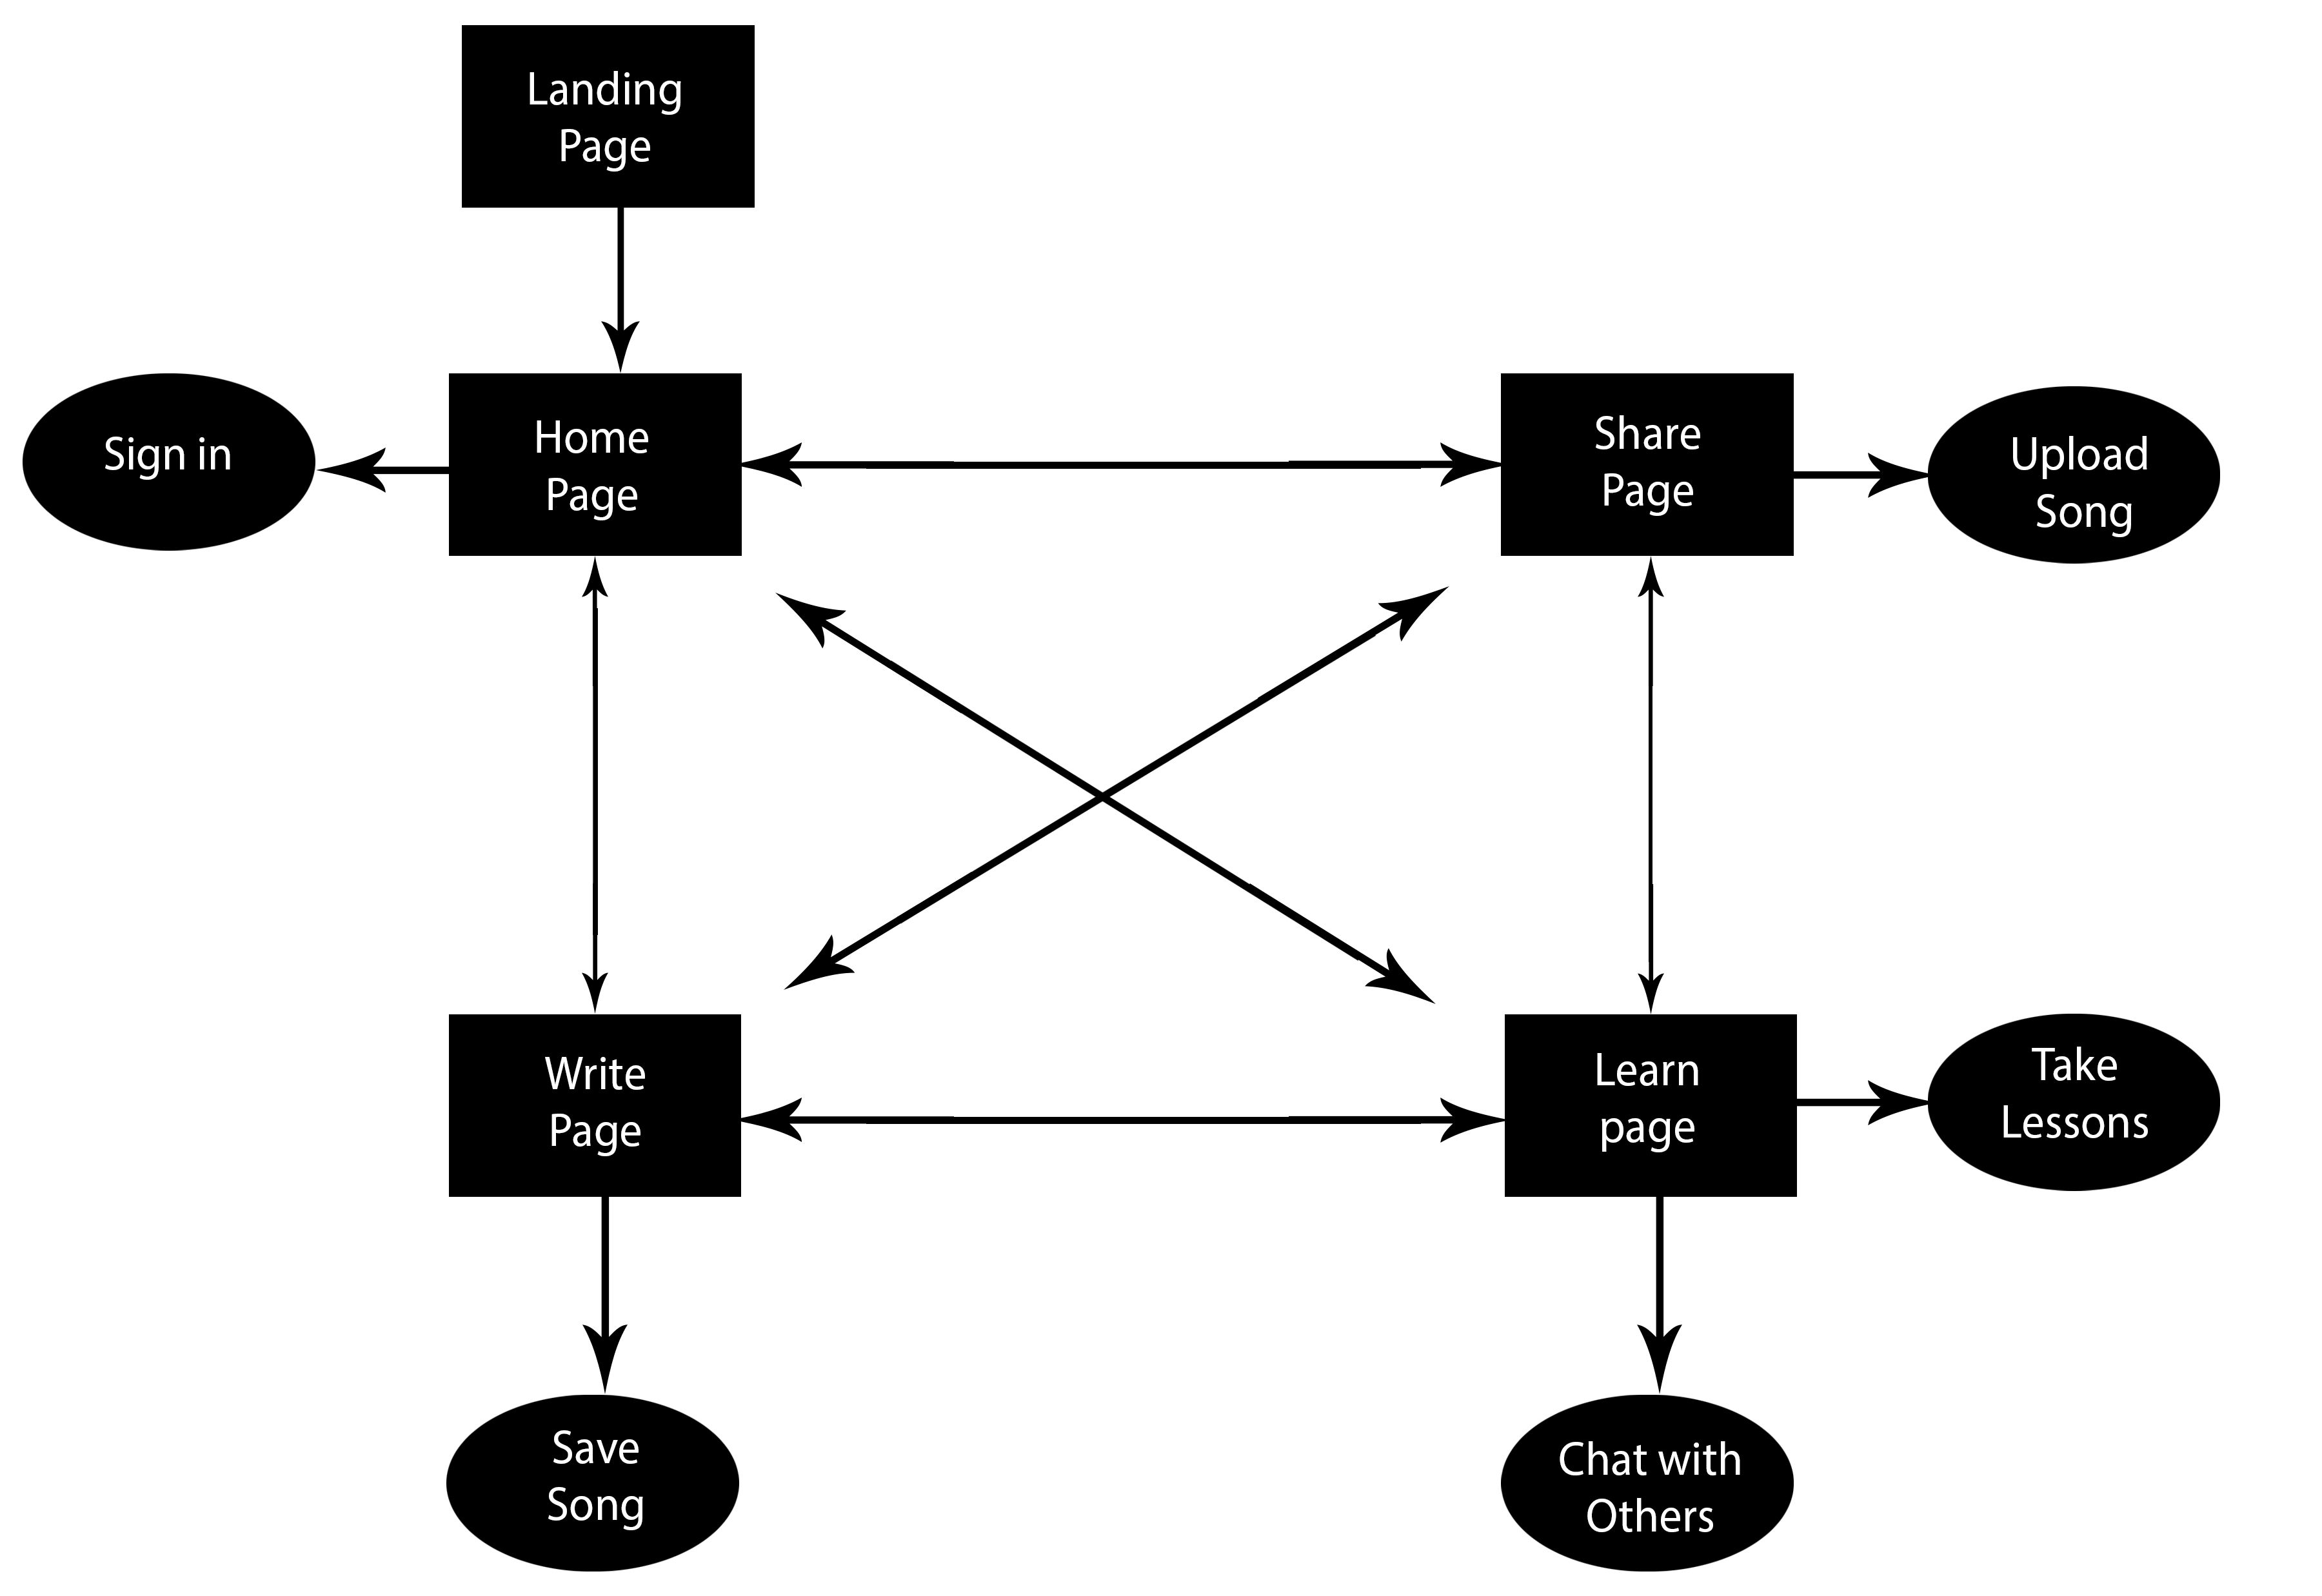 Landing
Page
Sign in
Home
Page
Share
Page
Upload
Song
Write
Page
Learn
page
Take
Lessons
Save
Song
Chat with
Others